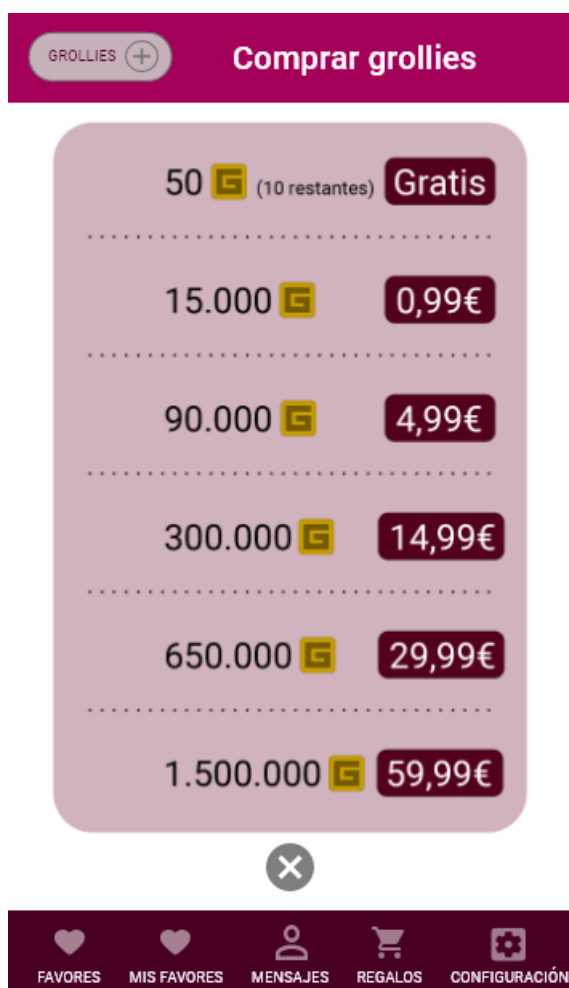 GROLLIES
Comprar grollies
50 G (10 restantes) Gratis
15.000 G 0,99€
90.000 G 4,99€
300.000 G 14,99€
650.000 G 29,99€
1.500.000 G 59,99€
FAVORES MIS FAVORES MENSAJES REGALOS CONFIGURACIÓN